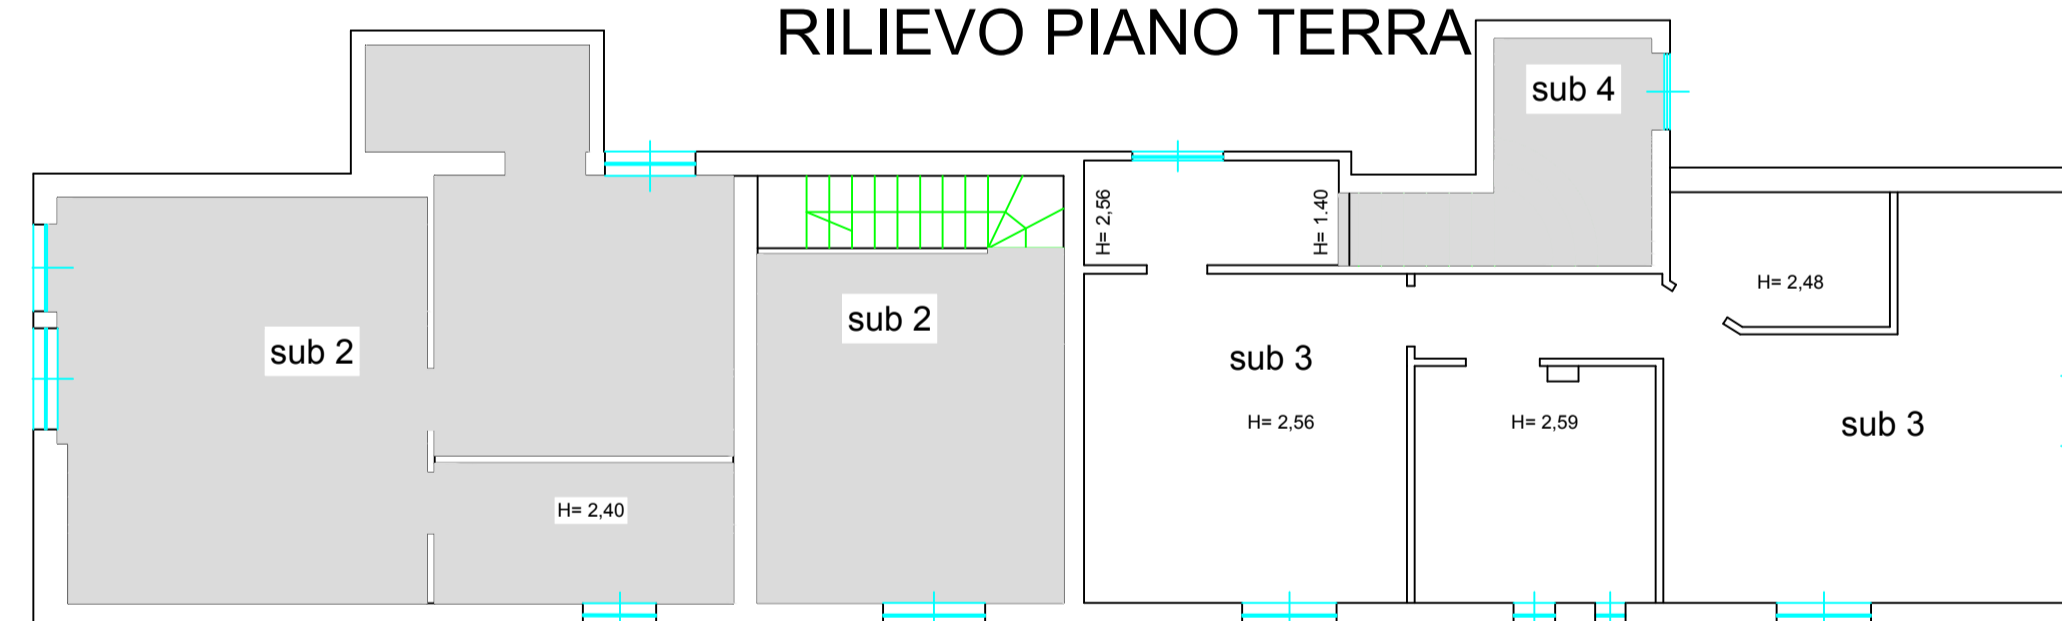 RILIEVO PIANO TERRA
sub 4
H= 2,56
H= 1.40
H= 2,48
sub 2
sub 2
sub 3
H= 2,56
H= 2,59
sub 3
H= 2,40